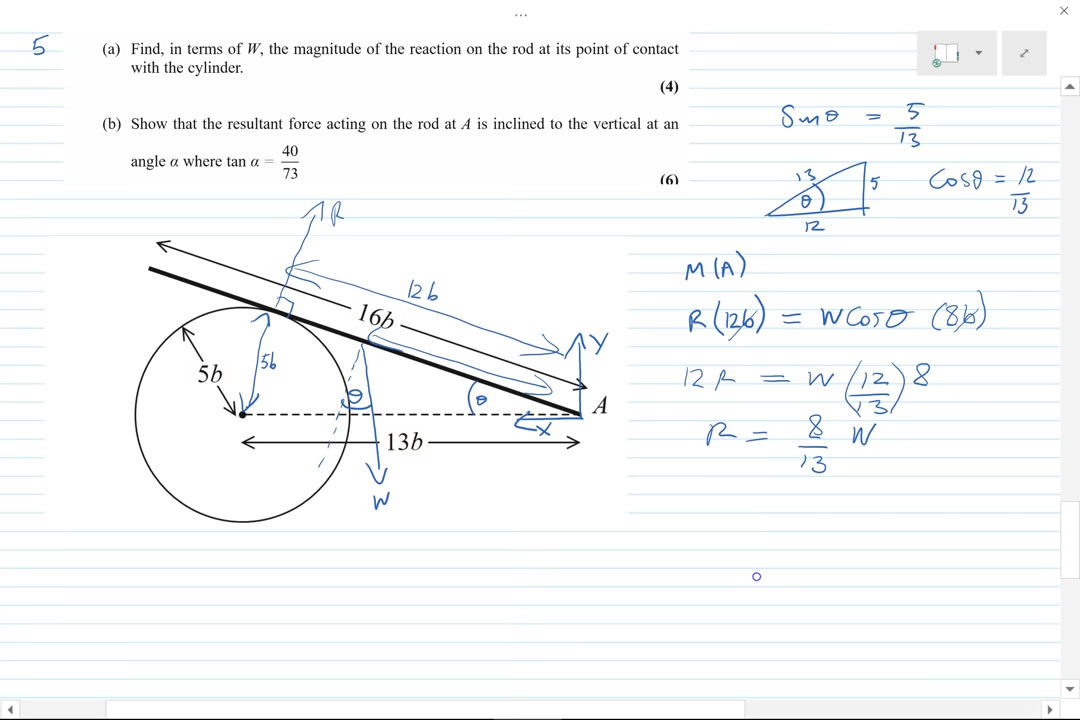 5
(a) Find, in terms of W, the magnitude of the reaction on the rod at its point of contact
with the cylinder.
(4)
(b) Show that the resultant force acting on the rod at A is inclined to the vertical at an
angle α where tan α = 40/73
(6)
Sinθ = 5/13
13
5
θ
12
Cosθ = 12/13
R
12b
16b
5b
5b
θ
θ
Y
A
X
13b
W
M(A)
R(12b) = WCosθ (8b)
12R = W (12/13) 8
R = 8/13 W